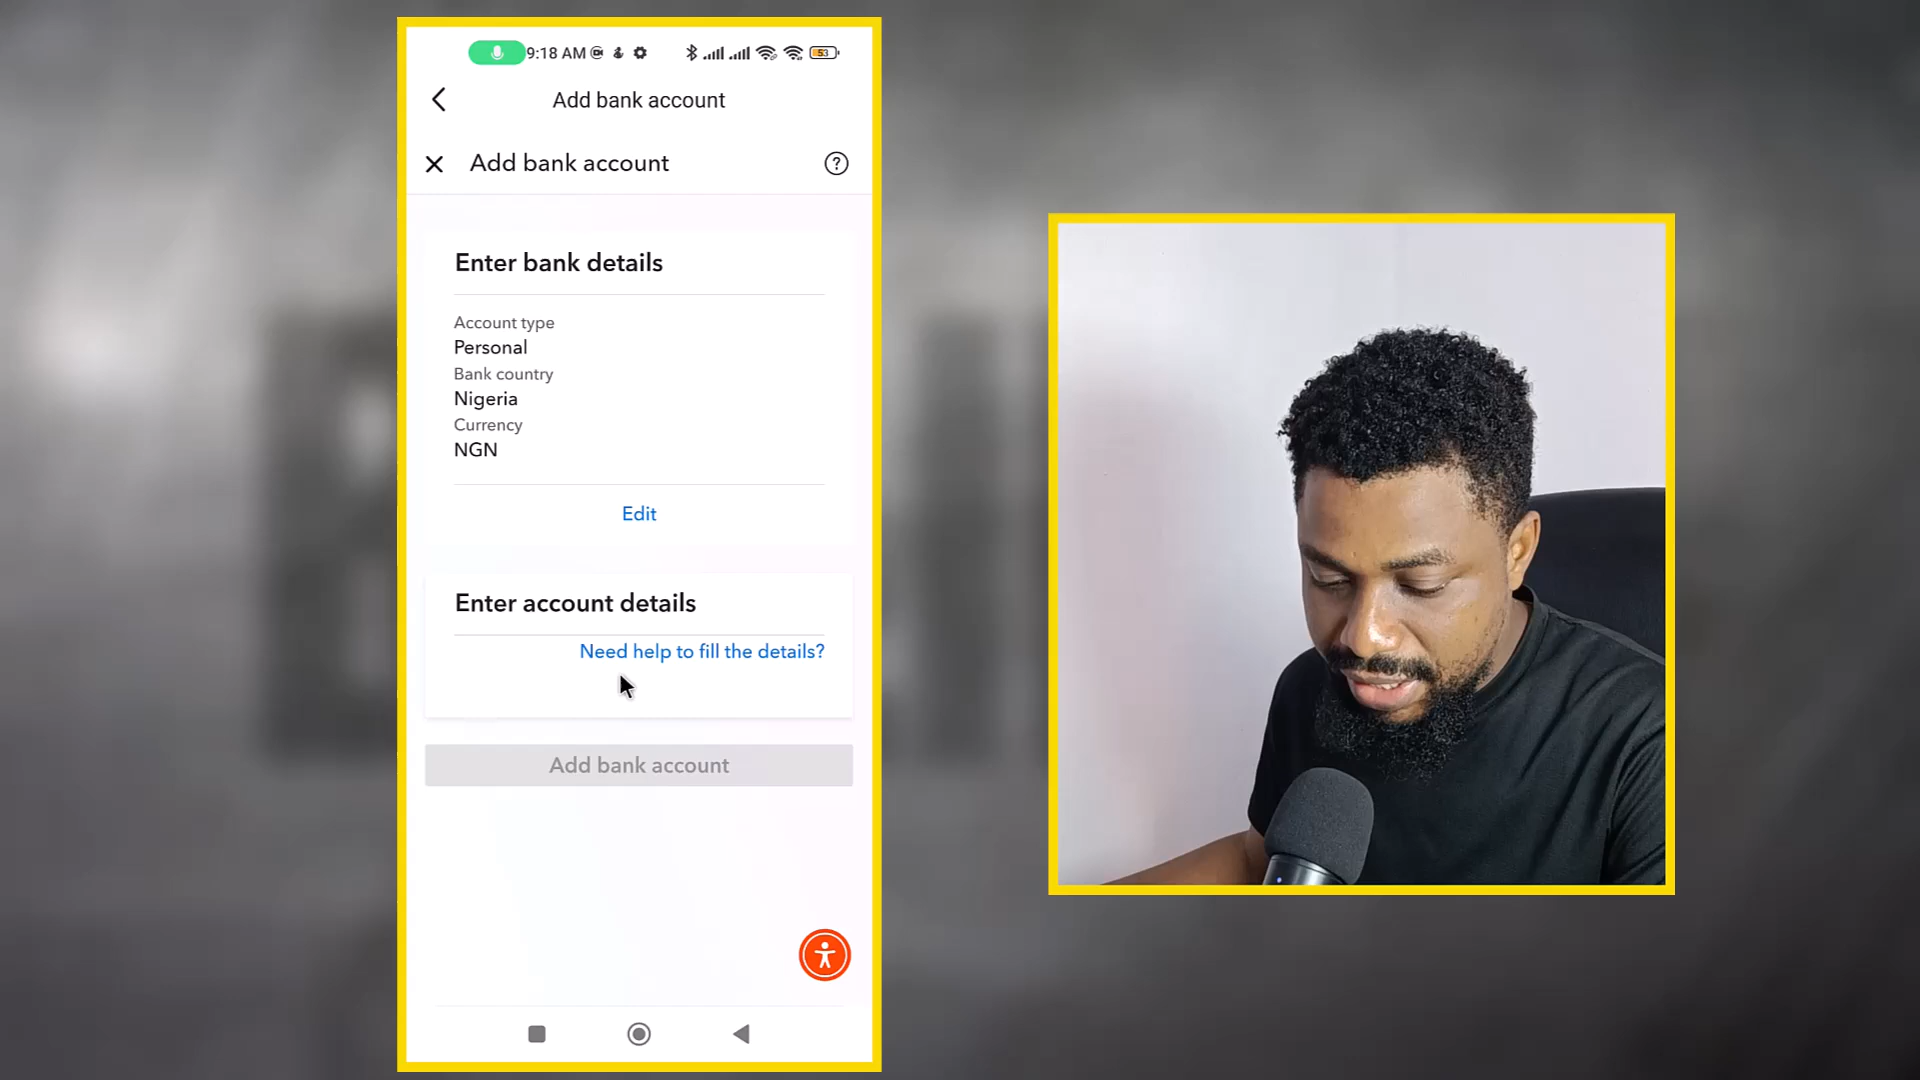 9:18 AM
53
Add bank account
Add bank account
?
Enter bank details
Account type
Personal
Bank country
Nigeria
Currency
NGN
Edit
Enter account details
Need help to fill the details?
Add bank account